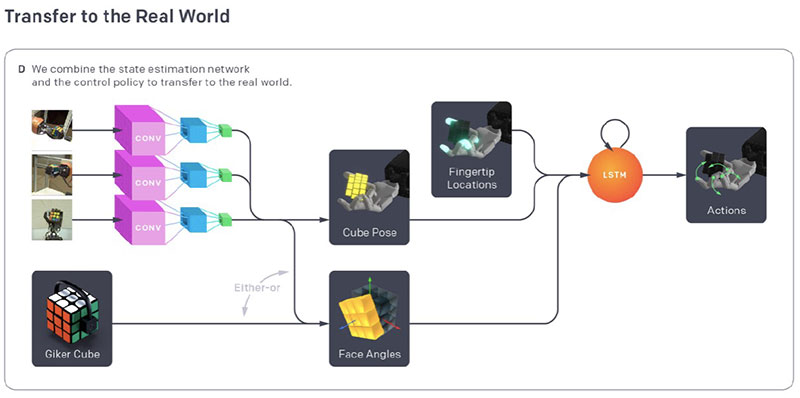 Transfer to the Real World
D We combine the state estimation network
and the control policy to transfer to the real world.
CONV
CONV
CONV
Fingertip
Locations
LSTM
Actions
Cube Pose
Either-or
Giker Cube
Face Angles